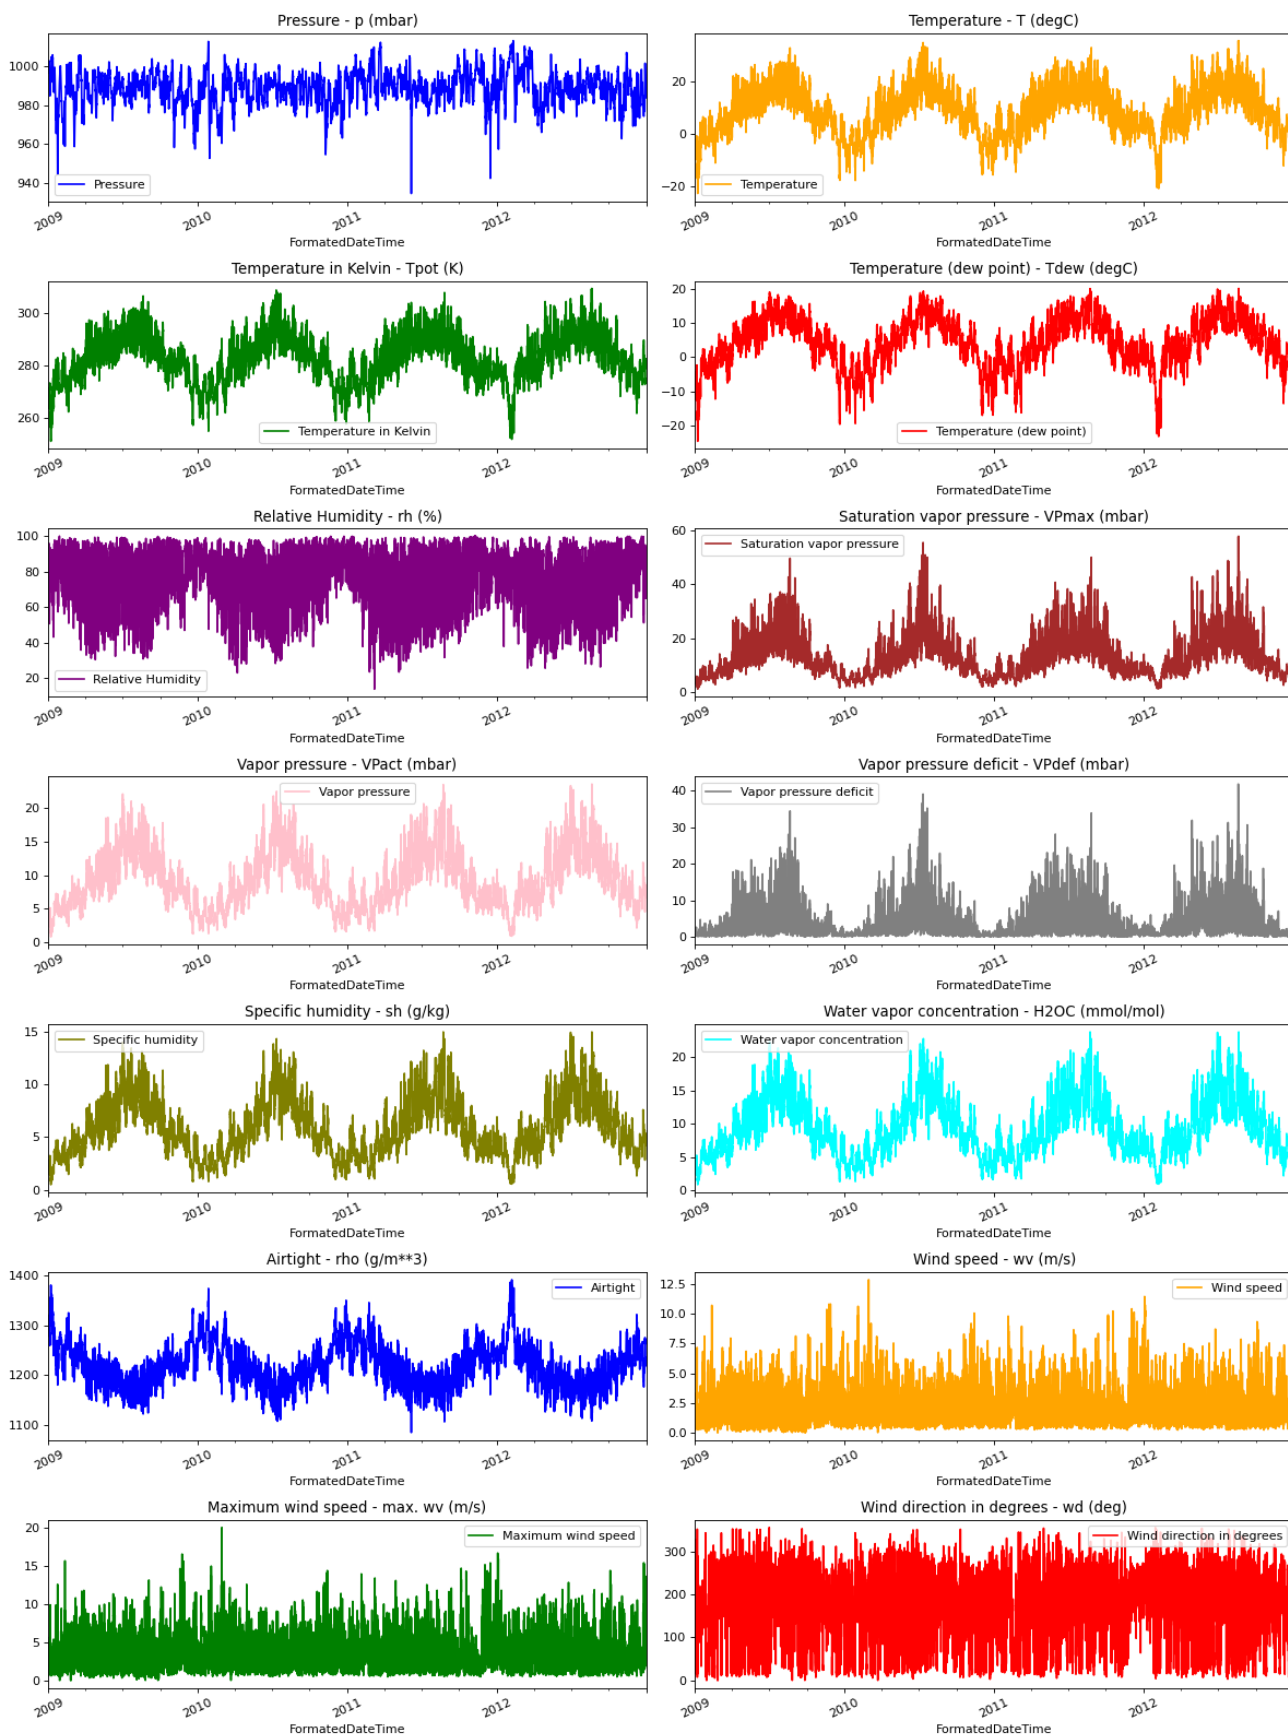 Pressure - p (mbar)
1000
980
960
940
Pressure
2009
2010
2011
2012
FormatedDateTime
Temperature - T (degC)
20
0
−20
Temperature
2009
2010
2011
2012
FormatedDateTime
Temperature in Kelvin - Tpot (K)
300
280
260
Temperature in Kelvin
2009
2010
2011
2012
FormatedDateTime
Temperature (dew point) - Tdew (degC)
20
10
0
−10
−20
Temperature (dew point)
2009
2010
2011
2012
FormatedDateTime
Relative Humidity - rh (%)
100
80
60
40
20
Relative Humidity
2009
2010
2011
2012
FormatedDateTime
Saturation vapor pressure - VPmax (mbar)
60
40
20
0
Saturation vapor pressure
2009
2010
2011
2012
FormatedDateTime
Vapor pressure - VPact (mbar)
20
15
10
5
0
Vapor pressure
2009
2010
2011
2012
FormatedDateTime
Vapor pressure deficit - VPdef (mbar)
40
30
20
10
0
Vapor pressure deficit
2009
2010
2011
2012
FormatedDateTime
Specific humidity - sh (g/kg)
15
10
5
0
Specific humidity
2009
2010
2011
2012
FormatedDateTime
Water vapor concentration - H2OC (mmol/mol)
20
15
10
5
0
Water vapor concentration
2009
2010
2011
2012
FormatedDateTime
Airtight - rho (g/m**3)
1400
1300
1200
1100
Airtight
2009
2010
2011
2012
FormatedDateTime
Wind speed - wv (m/s)
12.5
10.0
7.5
5.0
2.5
0.0
Wind speed
2009
2010
2011
2012
FormatedDateTime
Maximum wind speed - max. wv (m/s)
20
15
10
5
0
Maximum wind speed
2009
2010
2011
2012
FormatedDateTime
Wind direction in degrees - wd (deg)
300
200
100
0
Wind direction in degrees
2009
2010
2011
2012
FormatedDateTime